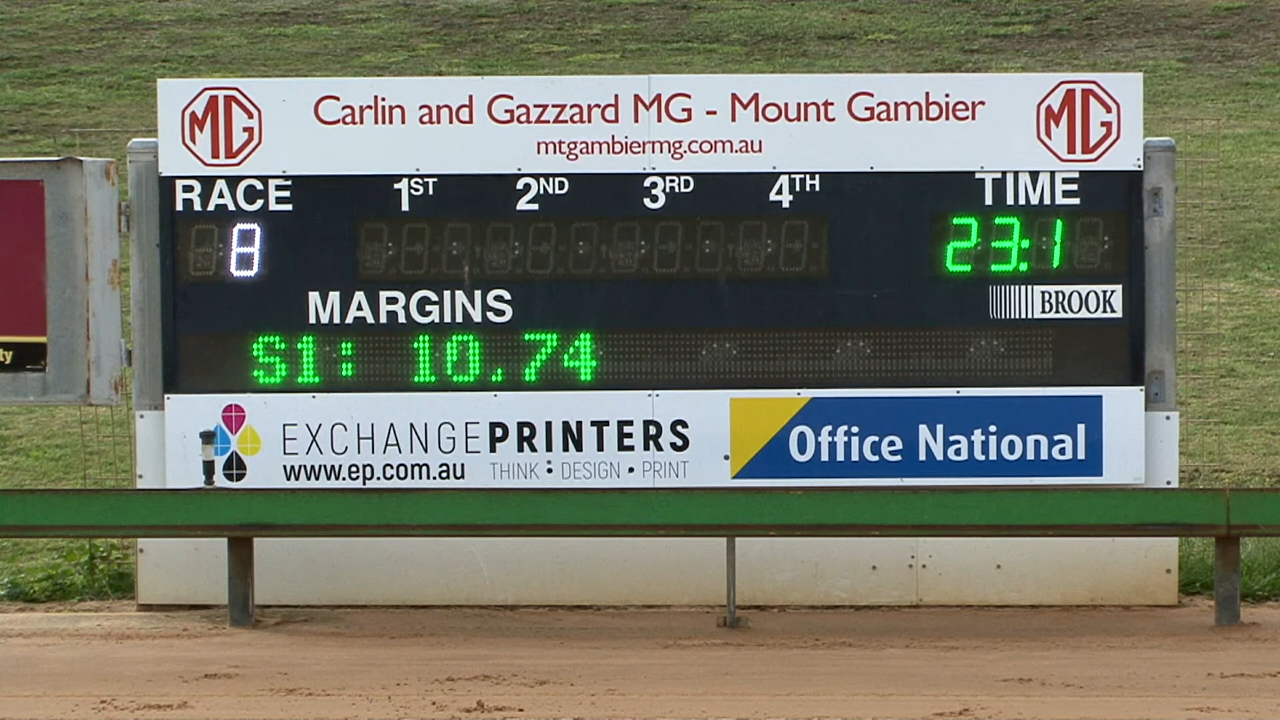 MG Carlin and Gazzard MG - Mount Gambier MG
mtgambiermg.com.au
RACE 1ST 2ND 3RD 4TH TIME
8 23:1
MARGINS BROOK
S1: 10.74
ty
EXCHANGEPRINTERS Office National
www.ep.com.au THINK : DESIGN • PRINT